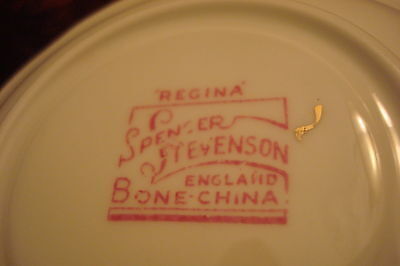 "REGINA"
SPENCER
STEVENSON
ENGLAND
BONE-CHINA